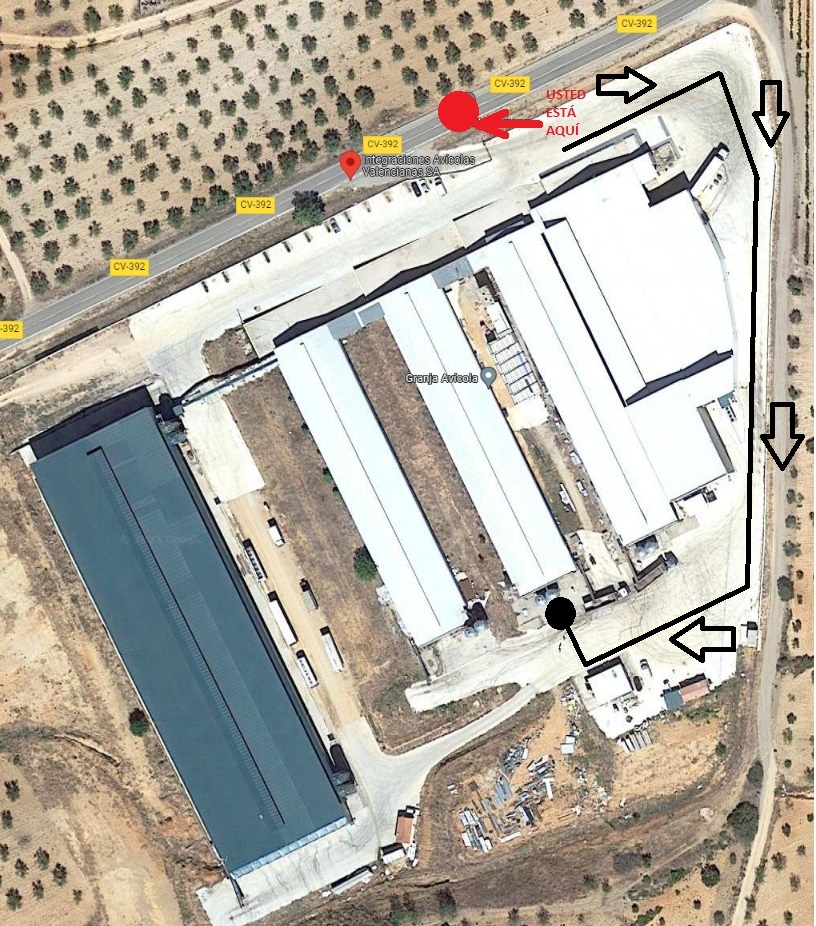 CV-392
CV-392
USTED
ESTÁ
AQUÍ
CV-392
Integraciones Avícolas
Valencianas SA
CV-392
CV-392
-392
Granja Avícola